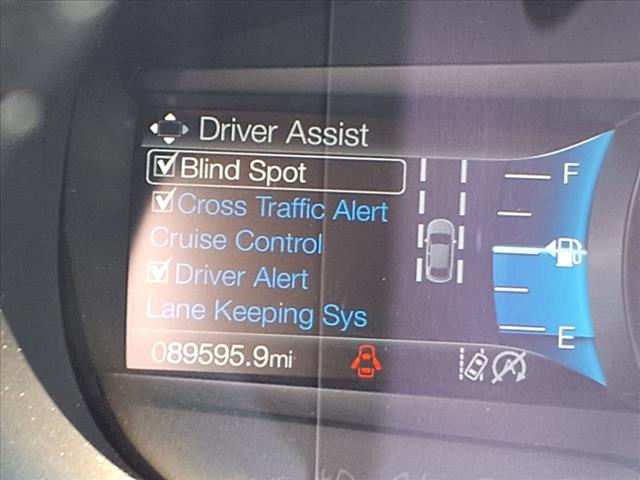 Driver Assist
Blind Spot
Cross Traffic Alert
Cruise Control
Driver Alert
Lane Keeping Sys
089595.9mi
F
E